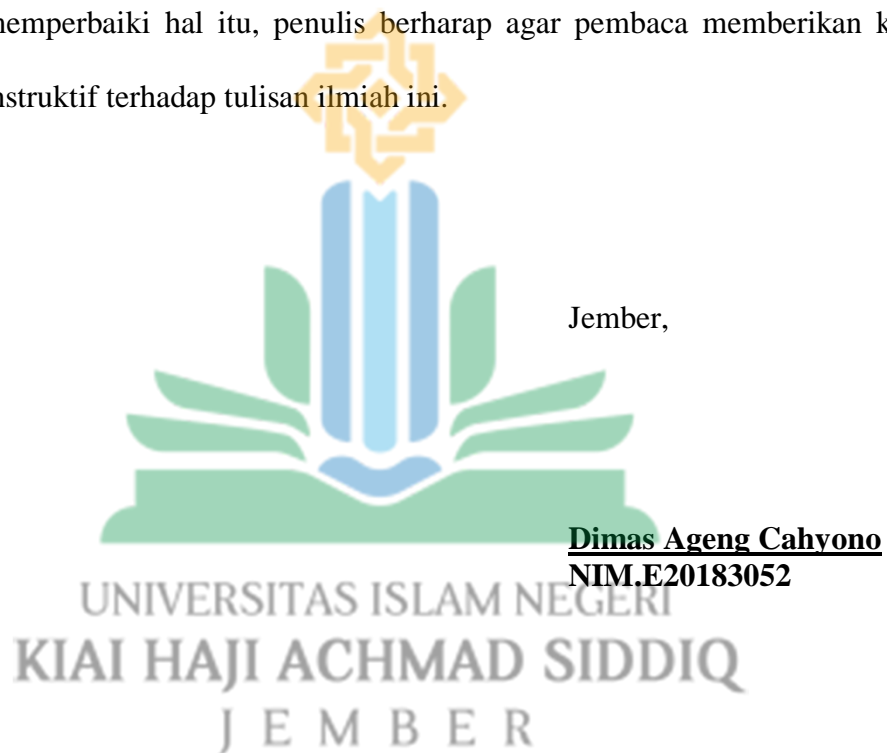 memperbaiki hal itu, penulis berharap agar pembaca memberikan k
nstruktif terhadap tulisan ilmiah ini.
Jember,
Dimas Ageng Cahyono
NIM.E20183052
UNIVERSITAS ISLAM NEGERI
KIAI HAJI ACHMAD SIDDIQ
JEMBER